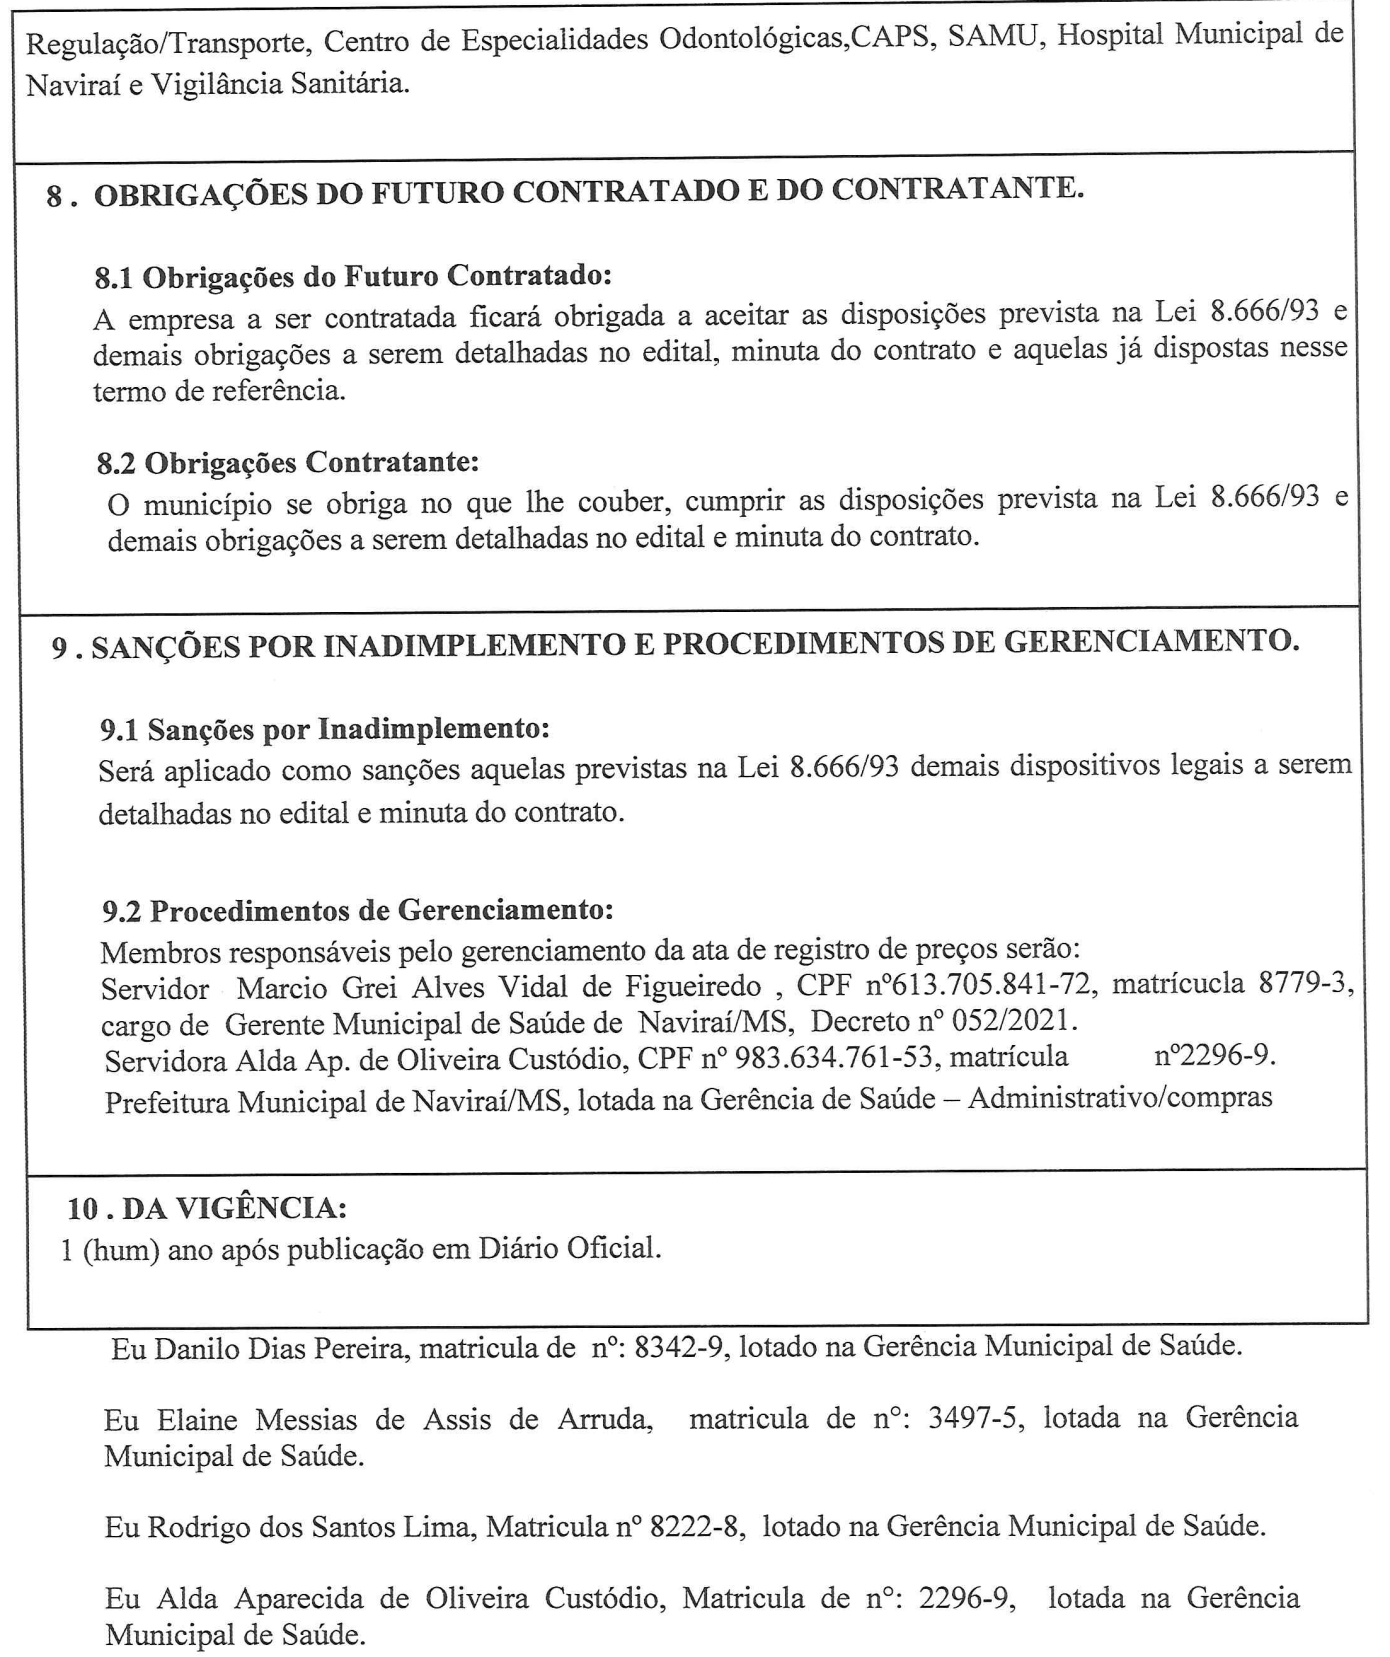 Regulação/Transporte, Centro de Especialidades Odontológicas,CAPS, SAMU, Hospital Municipal de
Naviraí e Vigilância Sanitária.
8 . OBRIGAÇÕES DO FUTURO CONTRATADO E DO CONTRATANTE.
8.1 Obrigações do Futuro Contratado:
A empresa a ser contratada ficará obrigada a aceitar as disposições prevista na Lei 8.666/93 e
demais obrigações a serem detalhadas no edital, minuta do contrato e aquelas já dispostas nesse
termo de referência.
8.2 Obrigações Contratante:
O município se obriga no que lhe couber, cumprir as disposições prevista na Lei 8.666/93 e
demais obrigações a serem detalhadas no edital e minuta do contrato.
9 . SANÇÕES POR INADIMPLEMENTO E PROCEDIMENTOS DE GERENCIAMENTO.
9.1 Sanções por Inadimplemento:
Será aplicado como sanções aquelas previstas na Lei 8.666/93 demais dispositivos legais a serem
detalhadas no edital e minuta do contrato.
9.2 Procedimentos de Gerenciamento:
Membros responsáveis pelo gerenciamento da ata de registro de preços serão:
Servidor Marcio Grei Alves Vidal de Figueiredo , CPF nº613.705.841-72, matrícucla 8779-3,
cargo de Gerente Municipal de Saúde de Naviraí/MS, Decreto nº 052/2021.
Servidora Alda Ap. de Oliveira Custódio, CPF nº 983.634.761-53, matrícula nº2296-9.
Prefeitura Municipal de Naviraí/MS, lotada na Gerência de Saúde – Administrativo/compras
10 . DA VIGÊNCIA:
1 (hum) ano após publicação em Diário Oficial.
Eu Danilo Dias Pereira, matricula de nº: 8342-9, lotado na Gerência Municipal de Saúde.
Eu Elaine Messias de Assis de Arruda, matricula de nº: 3497-5, lotada na Gerência
Municipal de Saúde.
Eu Rodrigo dos Santos Lima, Matricula nº 8222-8, lotado na Gerência Municipal de Saúde.
Eu Alda Aparecida de Oliveira Custódio, Matricula de nº: 2296-9, lotada na Gerência
Municipal de Saúde.